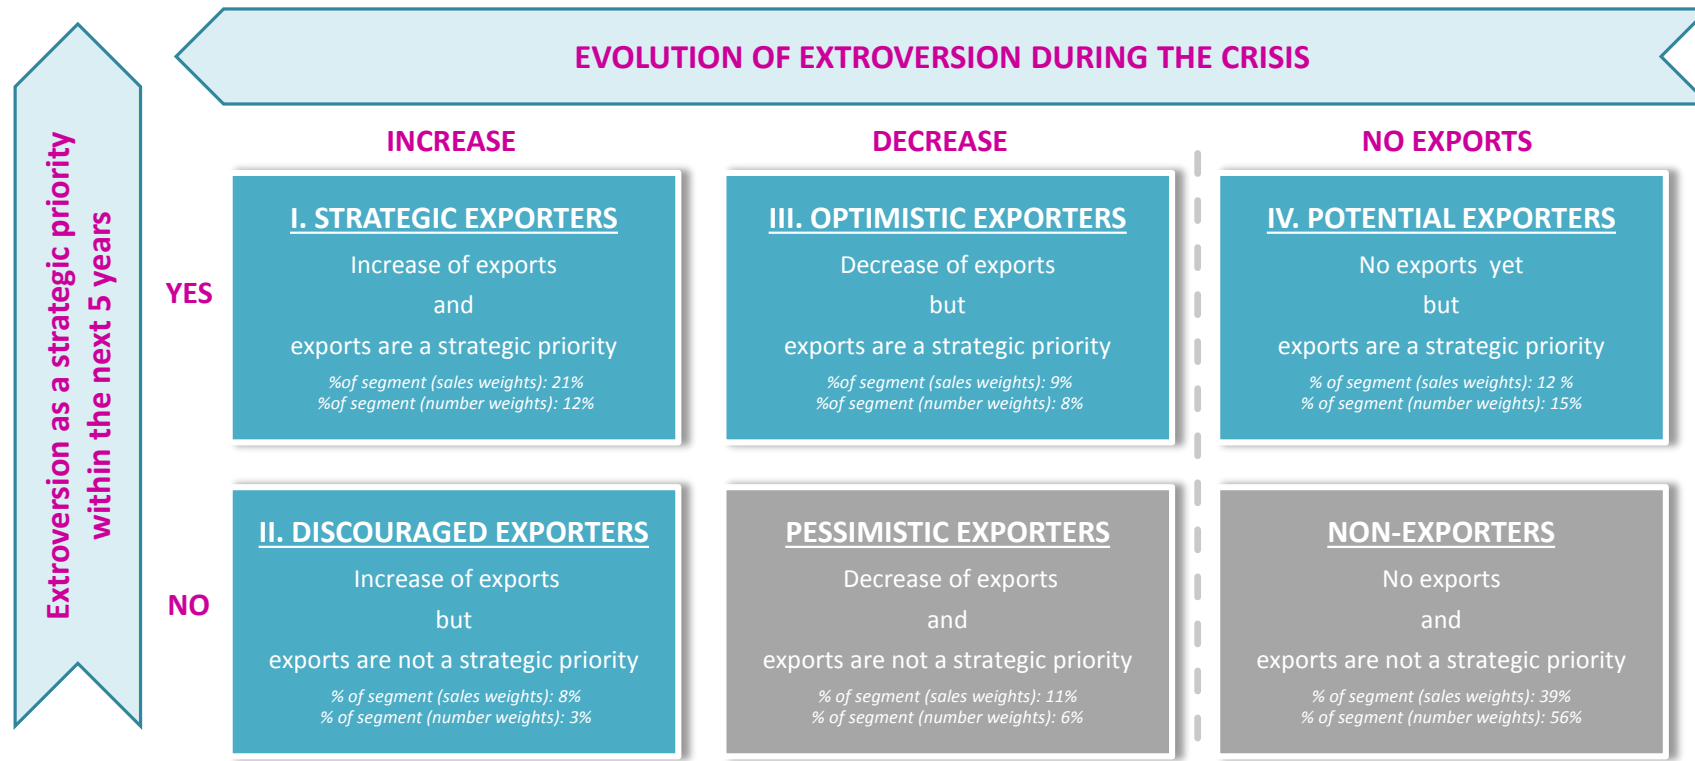 EVOLUTION OF EXTROVERSION DURING THE CRISIS
Extroversion as a strategic priority
within the next 5 years
INCREASE
DECREASE
NO EXPORTS
YES
I. STRATEGIC EXPORTERS
Increase of exports
and
exports are a strategic priority
%of segment (sales weights): 21%
%of segment (number weights): 12%
III. OPTIMISTIC EXPORTERS
Decrease of exports
but
exports are a strategic priority
%of segment (sales weights): 9%
%of segment (number weights): 8%
IV. POTENTIAL EXPORTERS
No exports  yet
but
exports are a strategic priority
% of segment (sales weights): 12 %
% of segment (number weights): 15%
NO
II. DISCOURAGED EXPORTERS
Increase of exports
but
exports are not a strategic priority
% of segment (sales weights): 8%
% of segment (number weights): 3%
PESSIMISTIC EXPORTERS
Decrease of exports
and
exports are not a strategic priority
% of segment (sales weights): 11%
% of segment (number weights): 6%
NON-EXPORTERS
No exports
and
exports are not a strategic priority
% of segment (sales weights): 39%
% of segment (number weights): 56%